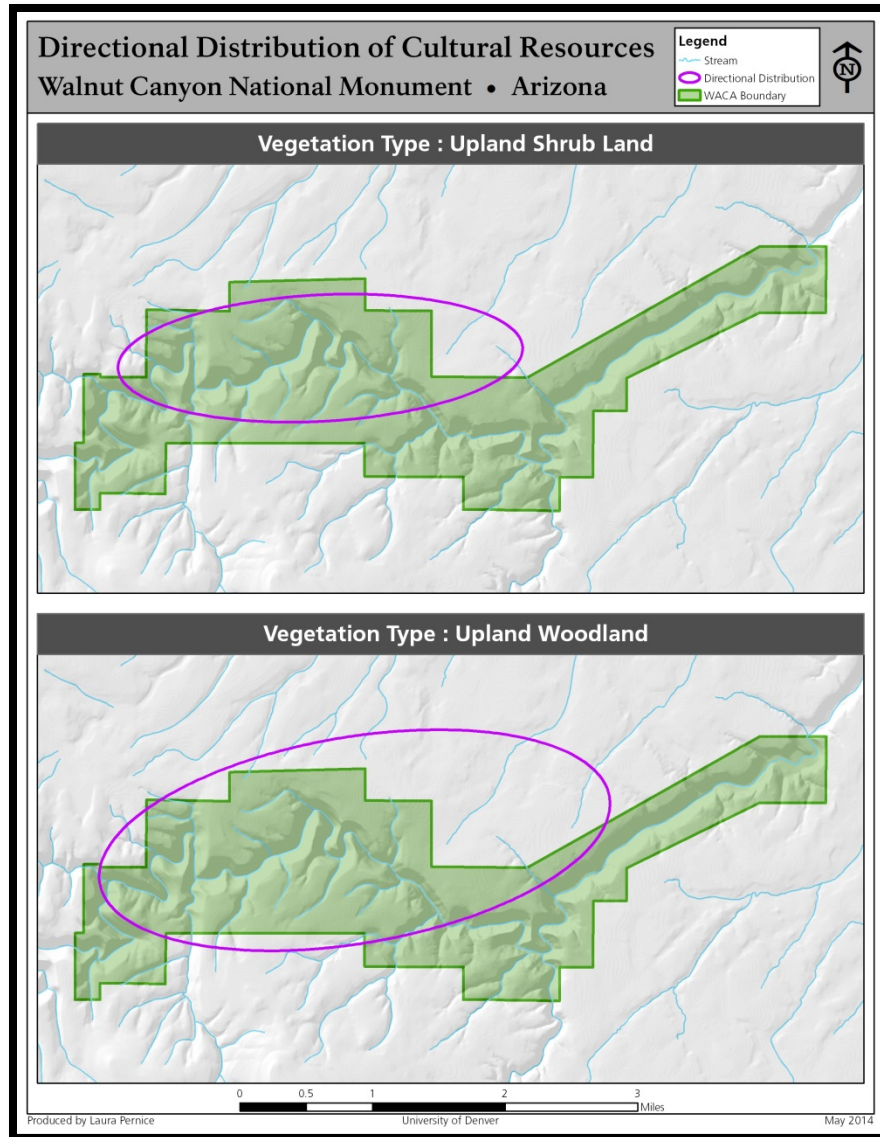 Directional Distribution of Cultural Resources
Walnut Canyon National Monument • Arizona
Legend
Stream
Directional Distribution
WACA Boundary
N
Vegetation Type : Upland Shrub Land
Vegetation Type : Upland Woodland
0 0.5 1 2 3
Miles
Produced by Laura Pernice University of Denver May 2014